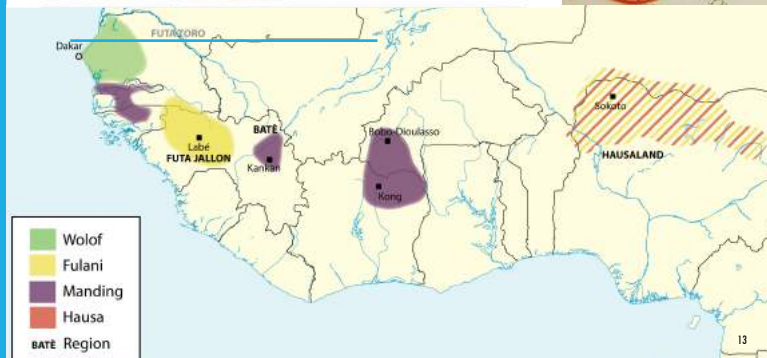 FUTA TORO
Dakar
Sokoto
Bobo-Dioulasso
BATÈ
Labé
FUTA JALLON
HAUSALAND
Kankan
Kong
Wolof
Fulani
Manding
Hausa
BATÈ Region
13